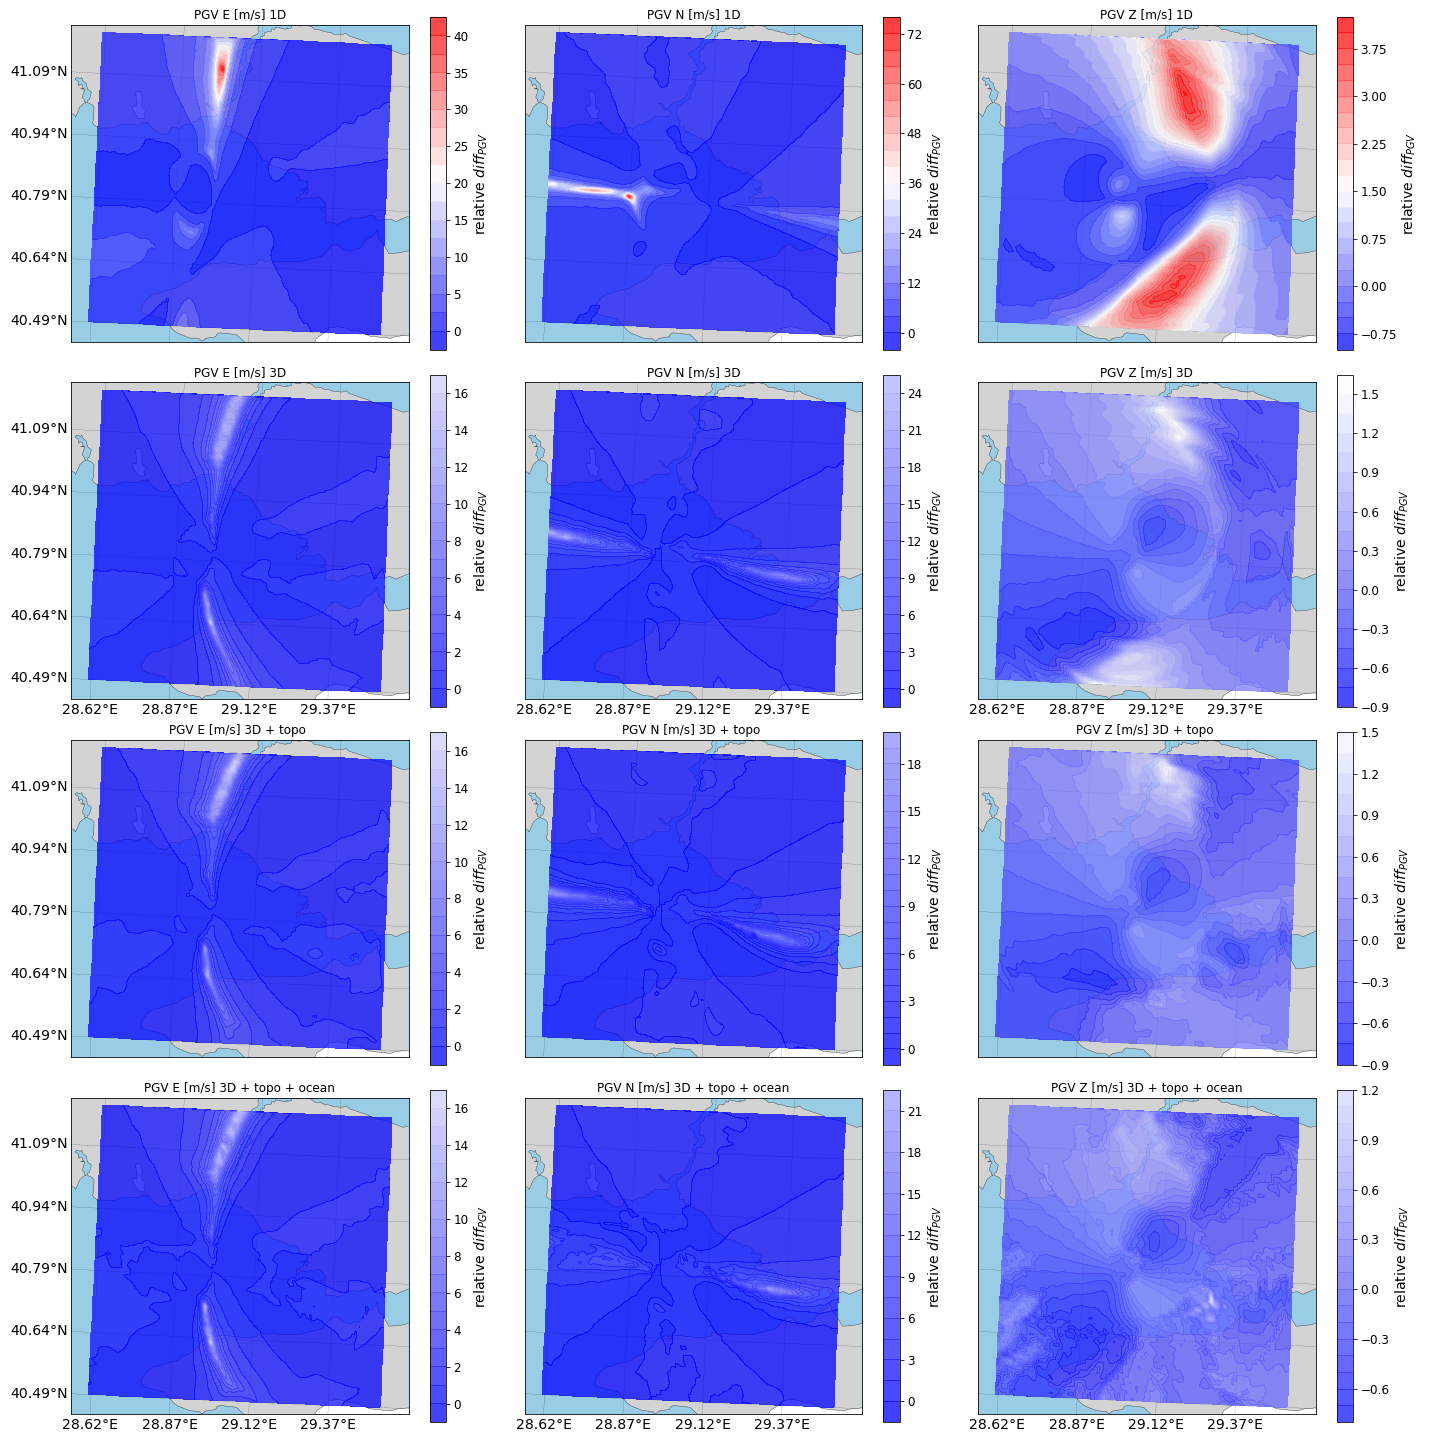 PGV E [m/s] 1D
PGV N [m/s] 1D
PGV Z [m/s] 1D
41.09°N
40.94°N
40.79°N
40.64°N
40.49°N
40
35
30
25
20
15
10
5
0
relative diff_PGV
72
60
48
36
24
12
0
relative diff_PGV
3.75
3.00
2.25
1.50
0.75
0.00
−0.75
relative diff_PGV
PGV E [m/s] 3D
PGV N [m/s] 3D
PGV Z [m/s] 3D
41.09°N
40.94°N
40.79°N
40.64°N
40.49°N
16
14
12
10
8
6
4
2
0
relative diff_PGV
24
21
18
15
12
9
6
3
0
relative diff_PGV
1.5
1.2
0.9
0.6
0.3
0.0
−0.3
−0.6
−0.9
relative diff_PGV
28.62°E 28.87°E 29.12°E 29.37°E
28.62°E 28.87°E 29.12°E 29.37°E
28.62°E 28.87°E 29.12°E 29.37°E
PGV E [m/s] 3D + topo
PGV N [m/s] 3D + topo
PGV Z [m/s] 3D + topo
41.09°N
40.94°N
40.79°N
40.64°N
40.49°N
16
14
12
10
8
6
4
2
0
relative diff_PGV
18
15
12
9
6
3
0
relative diff_PGV
1.5
1.2
0.9
0.6
0.3
0.0
−0.3
−0.6
−0.9
relative diff_PGV
PGV E [m/s] 3D + topo + ocean
PGV N [m/s] 3D + topo + ocean
PGV Z [m/s] 3D + topo + ocean
41.09°N
40.94°N
40.79°N
40.64°N
40.49°N
16
14
12
10
8
6
4
2
0
relative diff_PGV
21
18
15
12
9
6
3
0
relative diff_PGV
1.2
0.9
0.6
0.3
0.0
−0.3
−0.6
relative diff_PGV
28.62°E 28.87°E 29.12°E 29.37°E
28.62°E 28.87°E 29.12°E 29.37°E
28.62°E 28.87°E 29.12°E 29.37°E